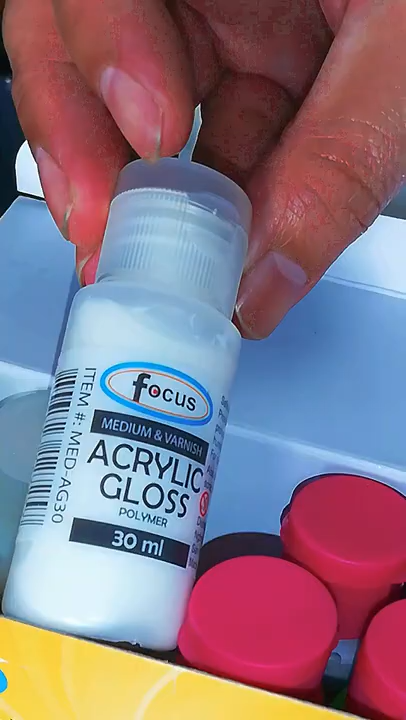 focus
MEDIUM & VARNISH
ACRYLIC
GLOSS
POLYMER
30 ml
ITEM #: MED-AG30